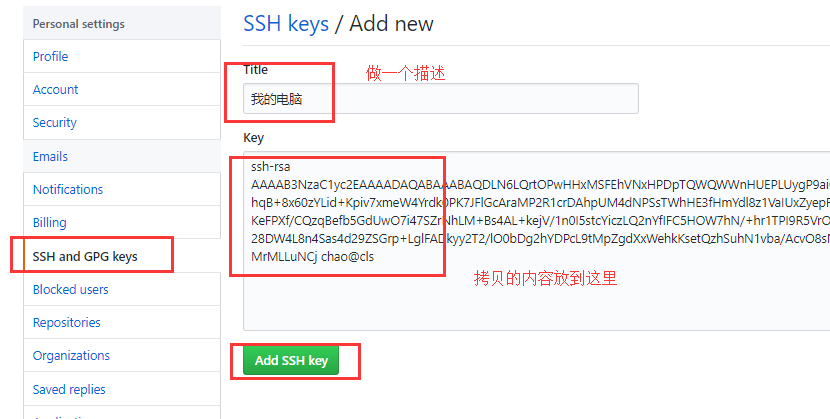 Personal settings
Profile
Account
Security
Emails
Notifications
Billing
SSH and GPG keys
Blocked users
Repositories
Organizations
Saved replies
SSH keys / Add new
Title
做一个描述
我的电脑
Key
ssh-rsa
AAAAB3NzaC1yc2EAAAADAQABAAABAQDLN6LQrtOPwHHxMSFEhVNxHPDpTQWQWWnHUEPLUygP9ai
hqB+8x60zYLid+Kpiv7xmeW4Yrdk0PK7JFlGcAraMP2R1crDAhpUM4dNPSsTWhHE3fHmYdl8z1VaIUxZyepF
KeFPXf/CQzqBefb5GdUwO7i47SZrNhLM+Bs4AL+kejV/1n0I5stcYiczLQ2nYfIFC5HOW7hN/+hr1TPI9R5VrO
28DW4L8n4Sas4d29ZSGrp+LglFADkyy2T2/lO0bDg2hYDPcL9tMpZgdXxWehkKsetQzhSuhN1vba/AcvO8sN
MrMLLuNCj chao@cls
拷贝的内容放到这里
Add SSH key